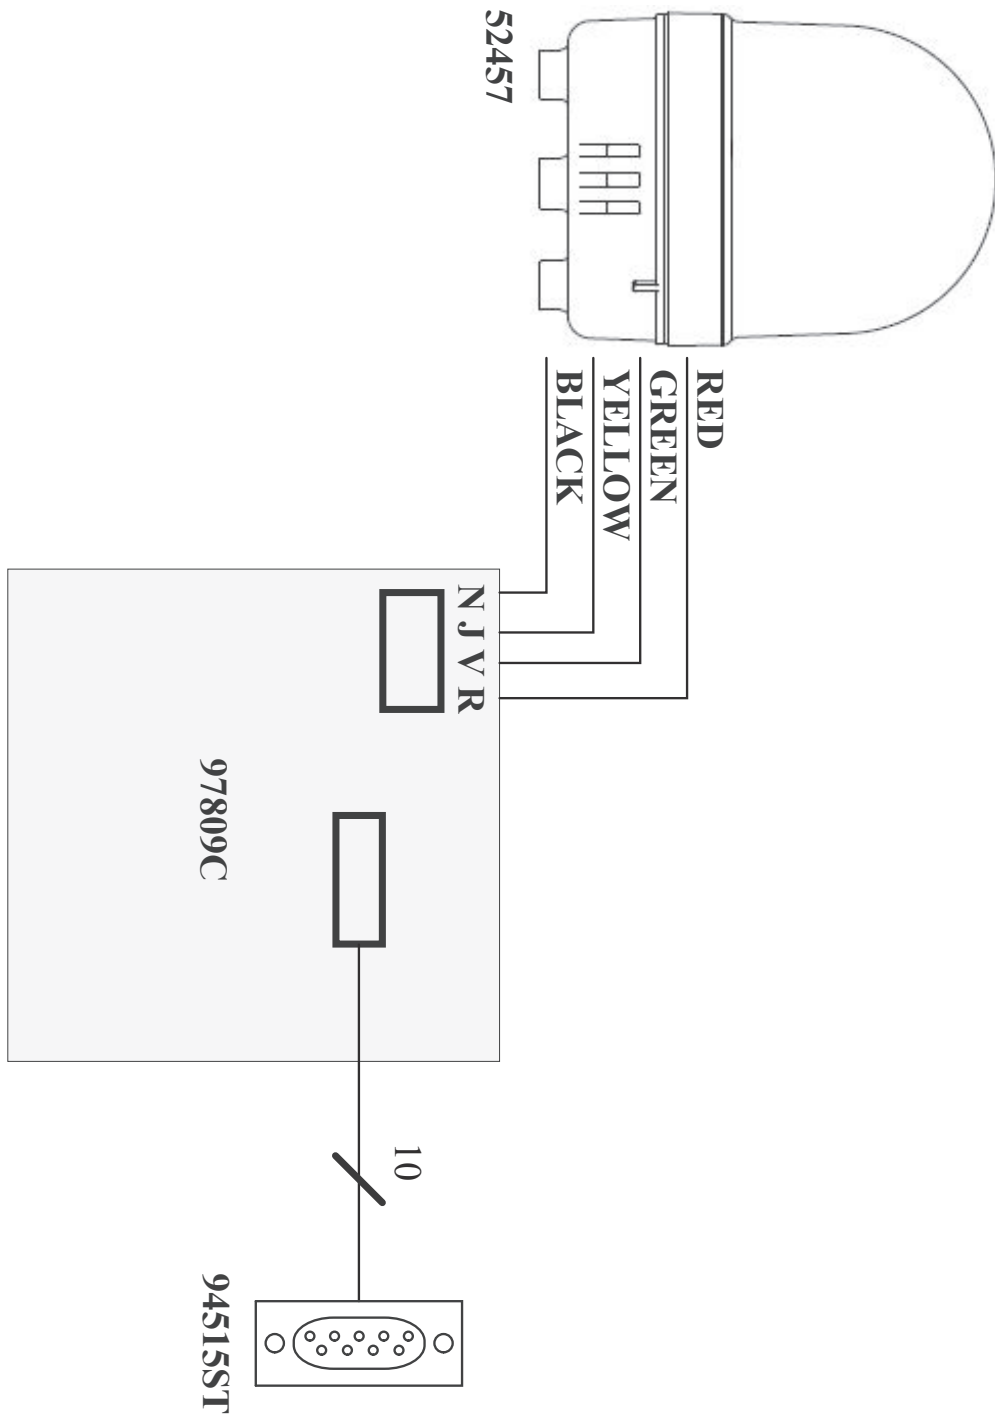 52457
RED
GREEN
YELLOW
BLACK
N J V R
97809C
10
94515ST